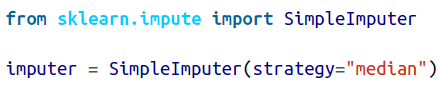 from sklearn.impute import SimpleImputer
imputer = SimpleImputer(strategy="median")